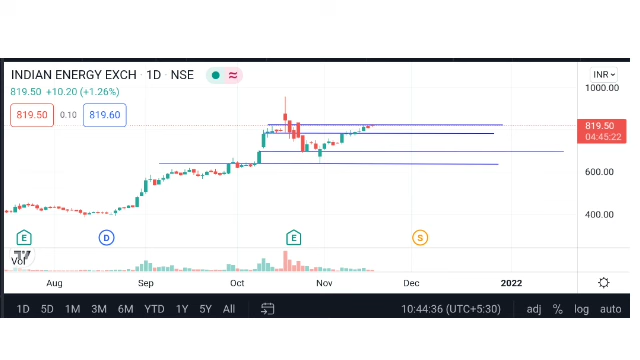 INDIAN ENERGY EXCH · 1D · NSE
INR
819.50 +10.20 (+1.26%)
1000.00
819.50 0.10 819.60
819.50
04:45:22
600.00
400.00
E D E S
Vol
Aug Sep Oct Nov Dec 2022
1D 5D 1M 3M 6M YTD 1Y 5Y All 10:44:36 (UTC+5:30) adj % log auto